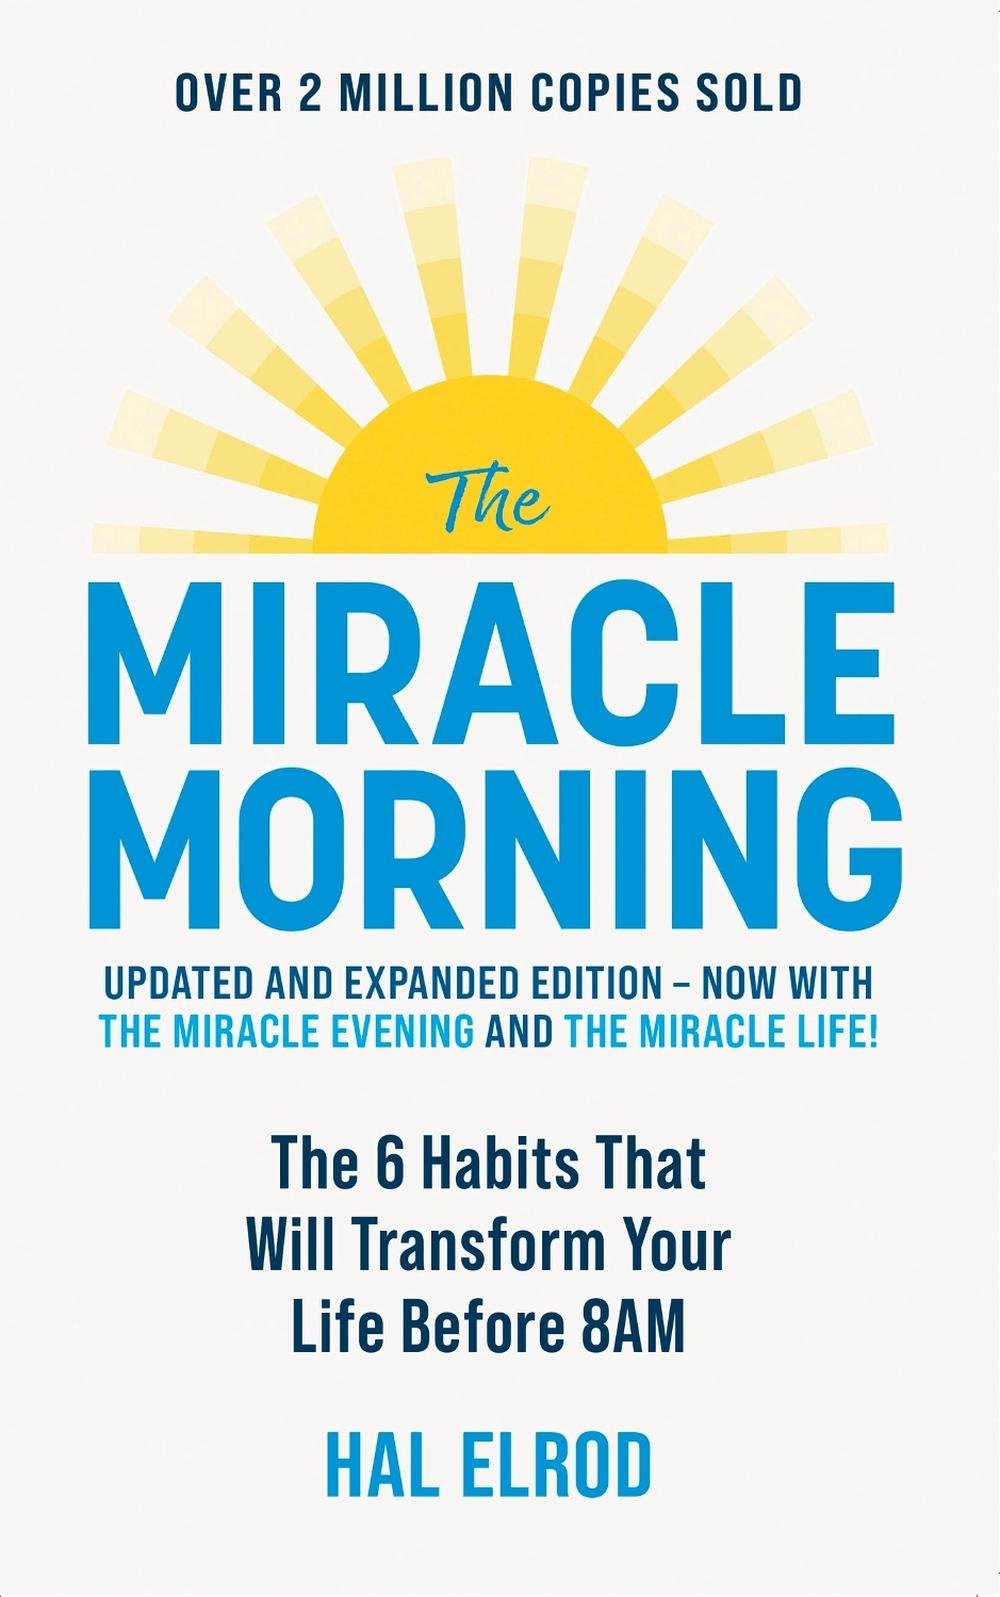 OVER 2 MILLION COPIES SOLD
The
MIRACLE
MORNING
UPDATED AND EXPANDED EDITION – NOW WITH
THE MIRACLE EVENING AND THE MIRACLE LIFE!
The 6 Habits That
Will Transform Your
Life Before 8AM
HAL ELROD